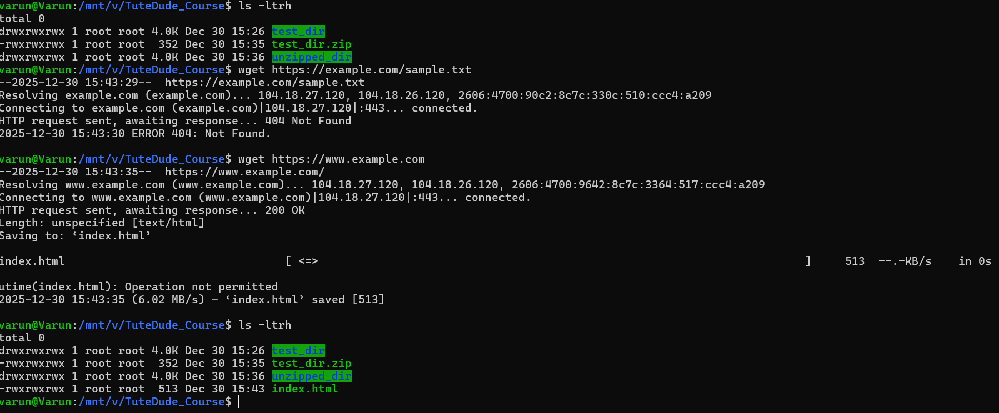 varun@Varun:/mnt/v/TuteDude_Course$ ls -ltrh
total 0
drwxrwxrwx 1 root root 4.0K Dec 30 15:26 test_dir
-rwxrwxrwx 1 root root  352 Dec 30 15:35 test_dir.zip
drwxrwxrwx 1 root root 4.0K Dec 30 15:36 unzipped_dir
varun@Varun:/mnt/v/TuteDude_Course$ wget https://example.com/sample.txt
--2025-12-30 15:43:29--  https://example.com/sample.txt
Resolving example.com (example.com)... 104.18.27.120, 104.18.26.120, 2606:4700:90c2:8c7c:330c:510:ccc4:a209
Connecting to example.com (example.com)|104.18.27.120|:443... connected.
HTTP request sent, awaiting response... 404 Not Found
2025-12-30 15:43:30 ERROR 404: Not Found.

varun@Varun:/mnt/v/TuteDude_Course$ wget https://www.example.com
--2025-12-30 15:43:35--  https://www.example.com/
Resolving www.example.com (www.example.com)... 104.18.27.120, 104.18.26.120, 2606:4700:9642:8c7c:3364:517:ccc4:a209
Connecting to www.example.com (www.example.com)|104.18.27.120|:443... connected.
HTTP request sent, awaiting response... 200 OK
Length: unspecified [text/html]
Saving to: ‘index.html’

index.html                                 [ <=>                                                                         ]     513  --.-KB/s    in 0s

utime(index.html): Operation not permitted
2025-12-30 15:43:35 (6.02 MB/s) - ‘index.html’ saved [513]

varun@Varun:/mnt/v/TuteDude_Course$ ls -ltrh
total 0
drwxrwxrwx 1 root root 4.0K Dec 30 15:26 test_dir
-rwxrwxrwx 1 root root  352 Dec 30 15:35 test_dir.zip
drwxrwxrwx 1 root root 4.0K Dec 30 15:36 unzipped_dir
-rwxrwxrwx 1 root root  513 Dec 30 15:43 index.html
varun@Varun:/mnt/v/TuteDude_Course$